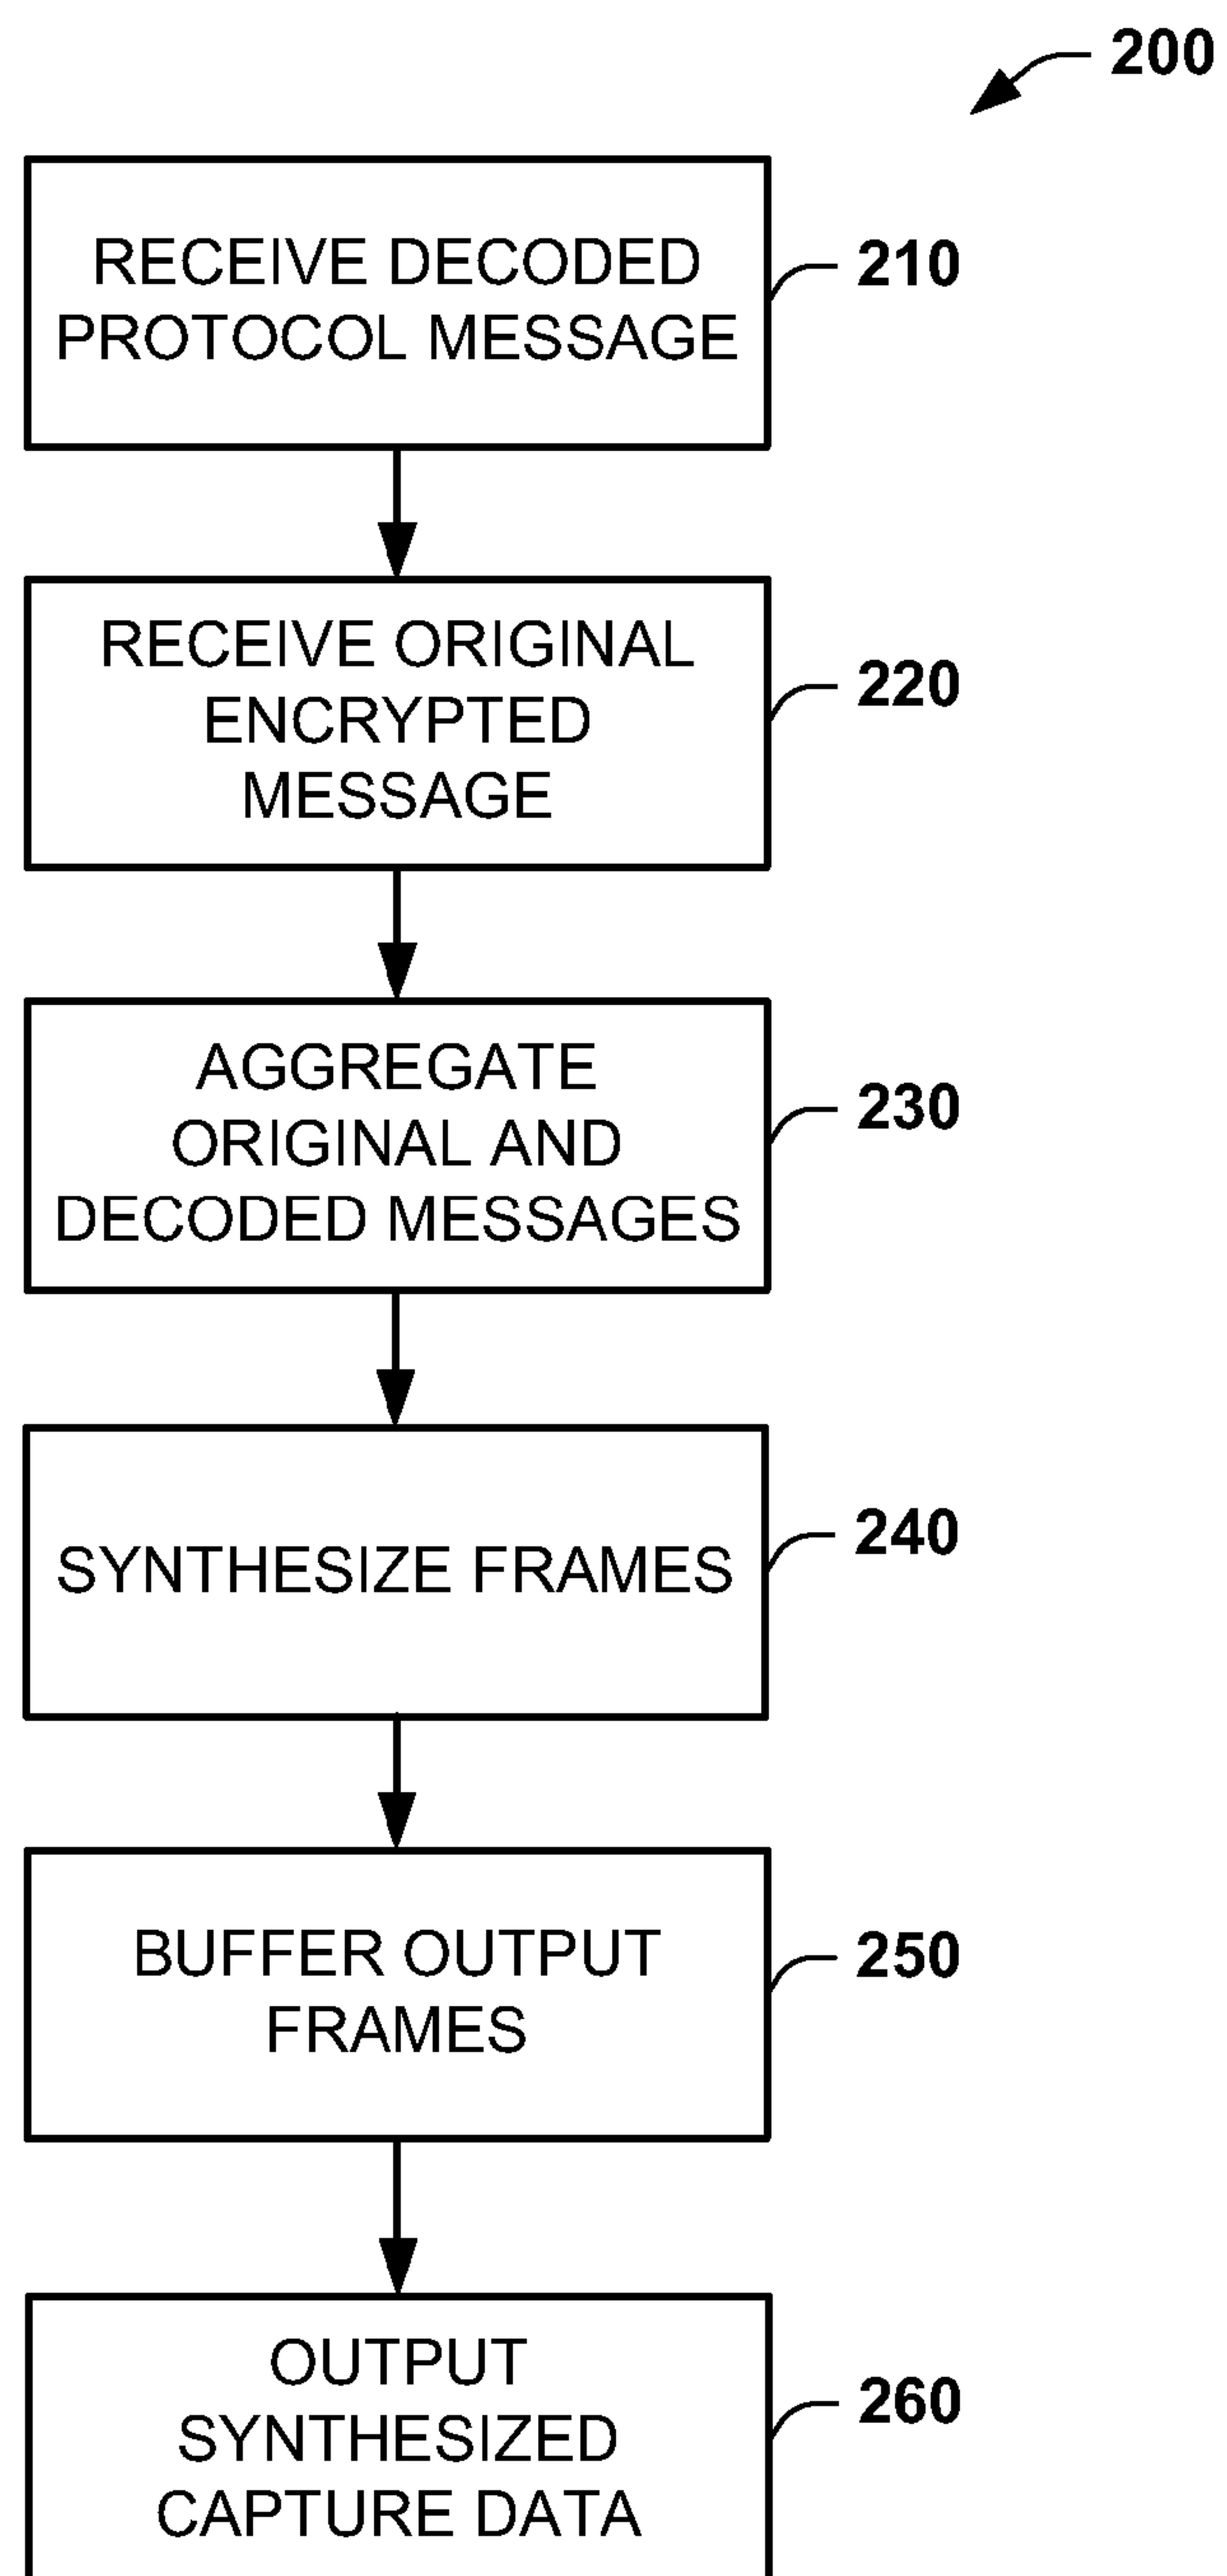 200
RECEIVE DECODED
PROTOCOL MESSAGE
210
RECEIVE ORIGINAL
ENCRYPTED
MESSAGE
220
AGGREGATE
ORIGINAL AND
DECODED MESSAGES
230
SYNTHESIZE FRAMES
240
BUFFER OUTPUT
FRAMES
250
OUTPUT
SYNTHESIZED
CAPTURE DATA
260